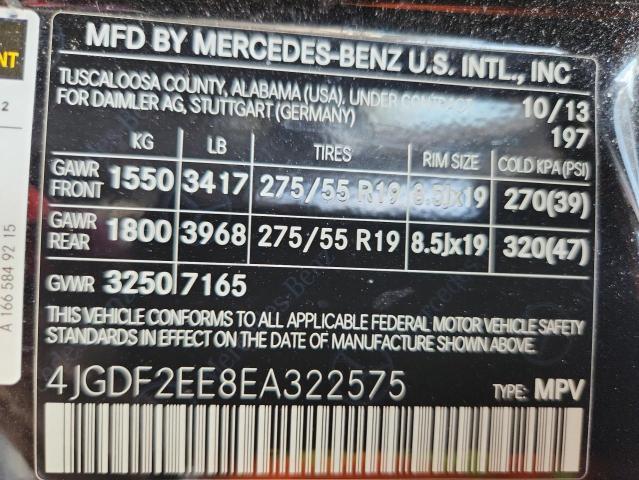 MFD BY MERCEDES-BENZ U.S. INTL., INC
TUSCALOOSA COUNTY, ALABAMA (USA). UNDER CONTRACT 10/13
FOR DAIMLER AG, STUTTGART (GERMANY) 197
KG LB TIRES RIM SIZE COLD KPA(PSI)
GAWR FRONT 1550 3417 275/55 R19 8.5Jx19 270(39)
GAWR REAR 1800 3968 275/55 R19 8.5Jx19 320(47)
GVWR 3250 7165
THIS VEHICLE CONFORMS TO ALL APPLICABLE FEDERAL MOTOR VEHICLE SAFETY
STANDARDS IN EFFECT ON THE DATE OF MANUFACTURE SHOWN ABOVE.
4JGDF2EE8EA322575 TYPE: MPV
NT
2
A 166 584 92 15